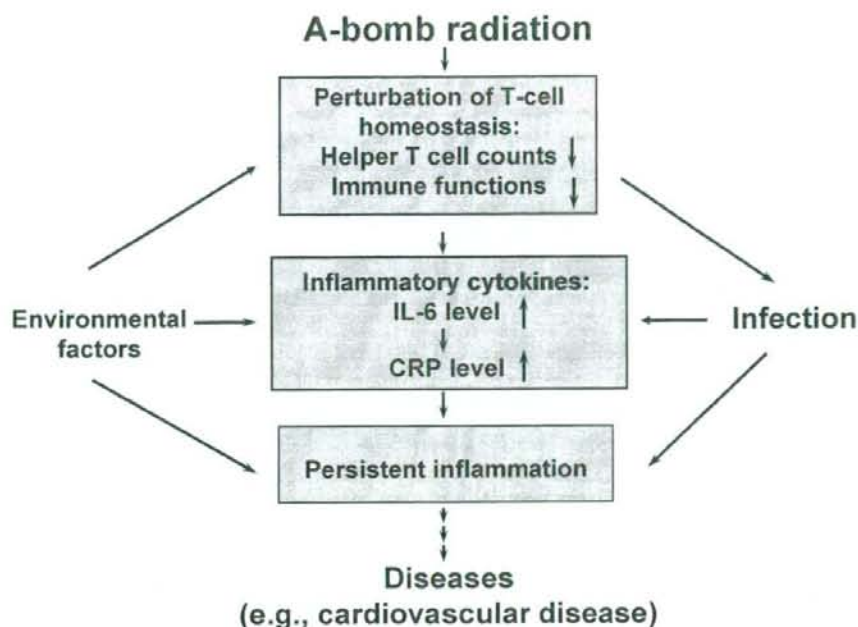 A-bomb radiation
Perturbation of T-cell
homeostasis:
Helper T cell counts ↓
Immune functions ↓
Inflammatory cytokines:
IL-6 level ↑
CRP level ↑
Environmental
factors
Infection
Persistent inflammation
Diseases
(e.g., cardiovascular disease)